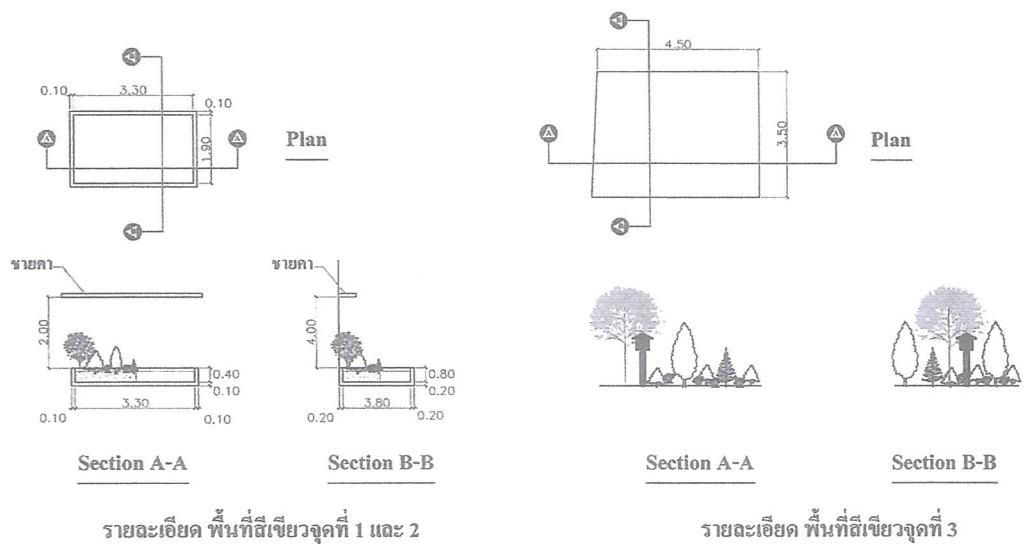 4.50
0.10 3.30 0.10
1.90
Plan
3.50
Plan
ชายคา
2.00
0.40
0.10
3.30
0.10 0.10
ชายคา
4.00
0.80
0.20
3.80
0.20 0.20
Section A-A
Section B-B
Section A-A
Section B-B
รายละเอียด พื้นที่สีเขียวจุดที่ 1 และ 2
รายละเอียด พื้นที่สีเขียวจุดที่ 3